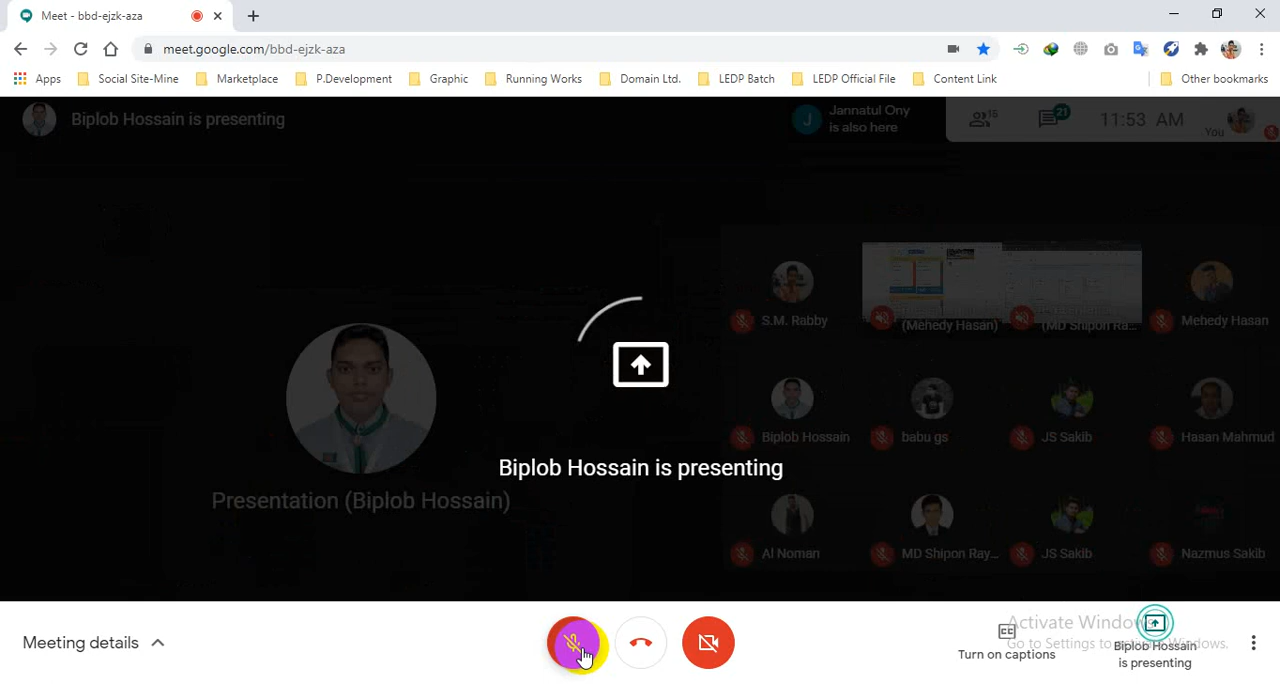 Meet - bbd-ejzk-aza
meet.google.com/bbd-ejzk-aza
Apps Social Site-Mine Marketplace P.Development Graphic Running Works Domain Ltd. LEDP Batch LEDP Official File Content Link Other bookmarks
Biplob Hossain is presenting
Jannatul Ony
is also here
J
15
21
11:53 AM
You
S.M. Rabby
(Mehedy Hasan)
(MD Shipon Ra...
Mehedy Hasan
Biplob Hossain
babu gs
JS Sakib
Hasan Mahmud
Biplob Hossain is presenting
Presentation (Biplob Hossain)
Al Noman
MD Shipon Ray...
JS Sakib
Nazmus Sakib
Meeting details
CC
Turn on captions
Activate Windows
Go to Settings to activate Windows.
Biplob Hossain
is presenting